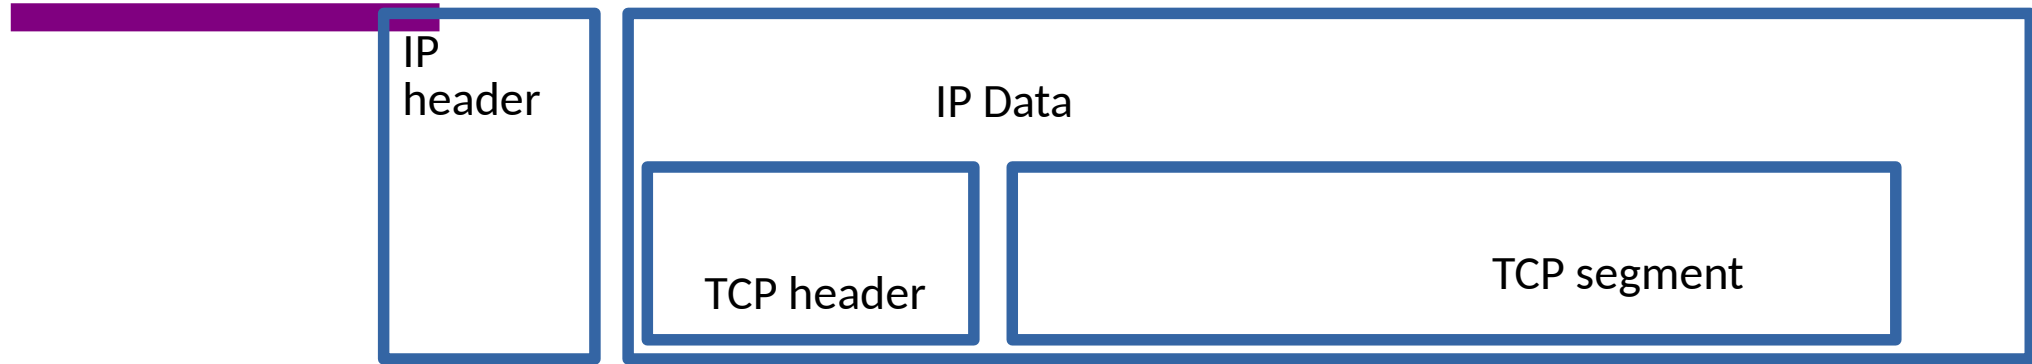 IP
header
IP Data
TCP header
TCP segment